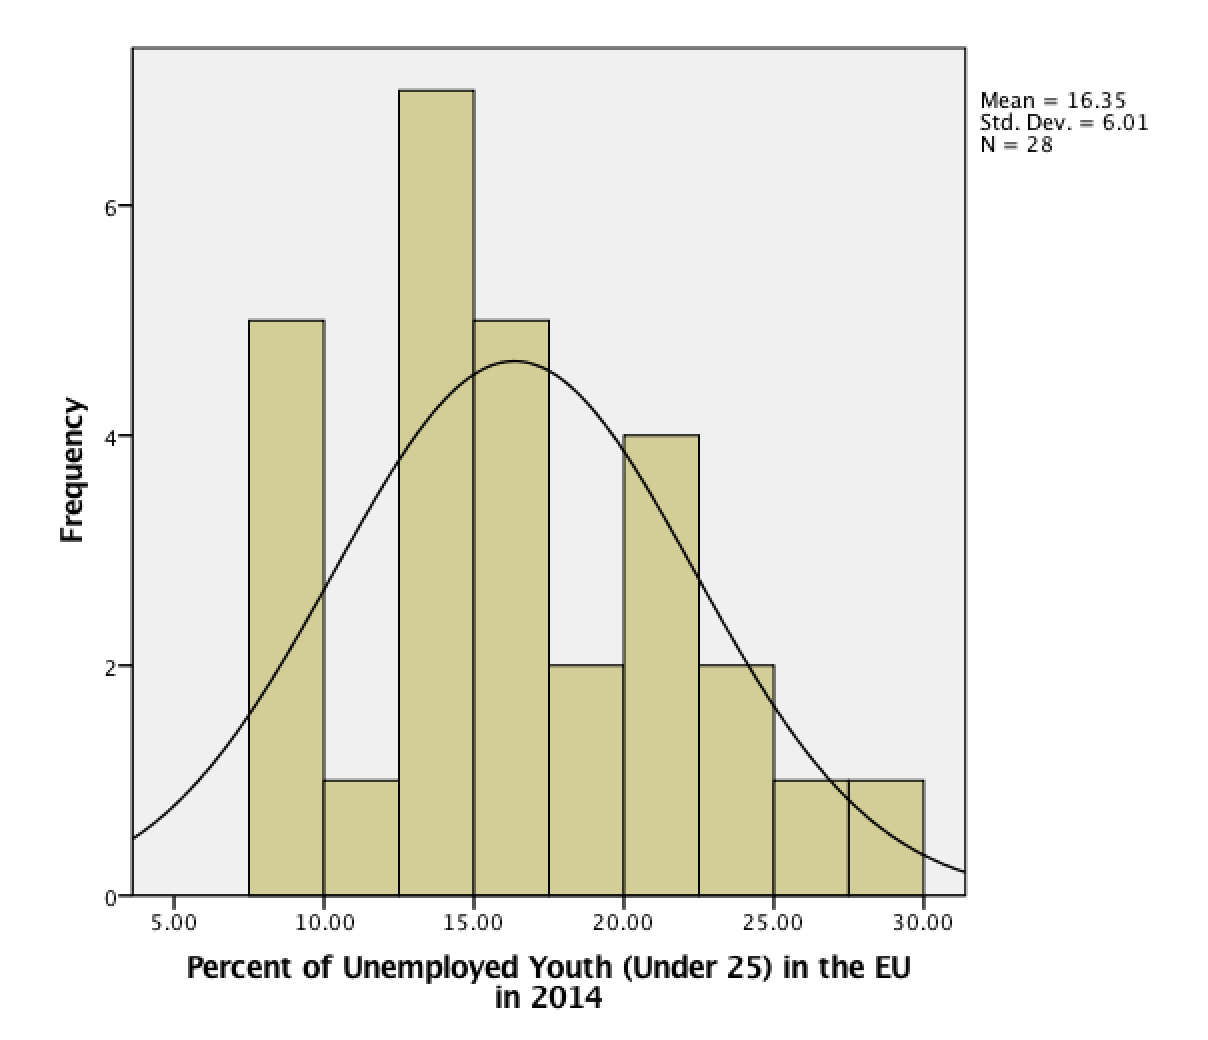 Mean = 16.35
Std. Dev. = 6.01
N = 28
6
4
2
0
Frequency
5.00 10.00 15.00 20.00 25.00 30.00
Percent of Unemployed Youth (Under 25) in the EU
in 2014